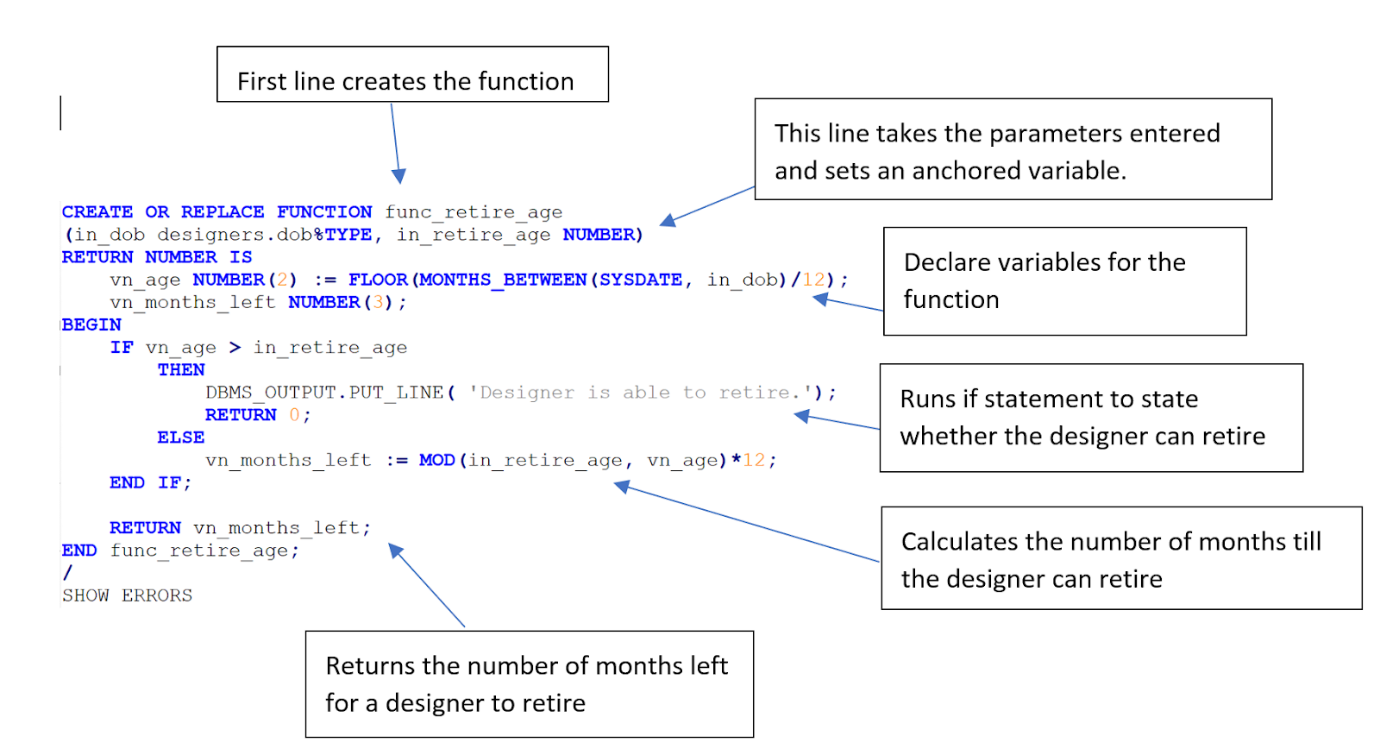 First line creates the function
This line takes the parameters entered
and sets an anchored variable.
CREATE OR REPLACE FUNCTION func_retire_age
(in_dob designers.dob%TYPE, in_retire_age NUMBER)
RETURN NUMBER IS
    vn_age NUMBER(2) := FLOOR(MONTHS_BETWEEN(SYSDATE, in_dob)/12);
    vn_months_left NUMBER(3);
Declare variables for the
function
BEGIN
    IF vn_age > in_retire_age
        THEN
            DBMS_OUTPUT.PUT_LINE( 'Designer is able to retire.');
            RETURN 0;
Runs if statement to state
whether the designer can retire
        ELSE
            vn_months_left := MOD(in_retire_age, vn_age)*12;
    END IF;
Calculates the number of months till
the designer can retire
    RETURN vn_months_left;
END func_retire_age;
/
SHOW ERRORS
Returns the number of months left
for a designer to retire